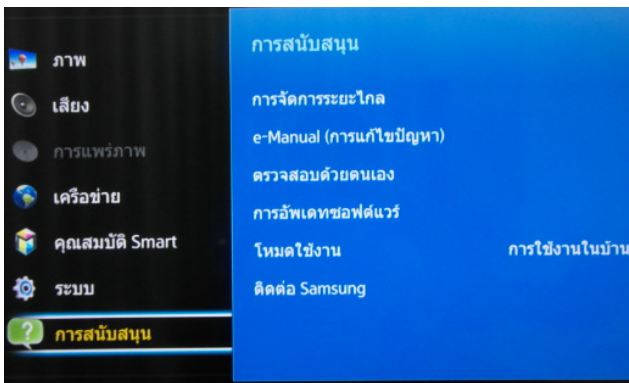 ภาพ
เสียง
การแพร่ภาพ
เครือข่าย
คุณสมบัติ Smart
ระบบ
การสนับสนุน
การสนับสนุน
การจัดการระยะไกล
e-Manual (การแก้ไขปัญหา)
ตรวจสอบด้วยตนเอง
การอัพเดทซอฟต์แวร์
โหมดใช้งาน การใช้งานในบ้าน
ติดต่อ Samsung